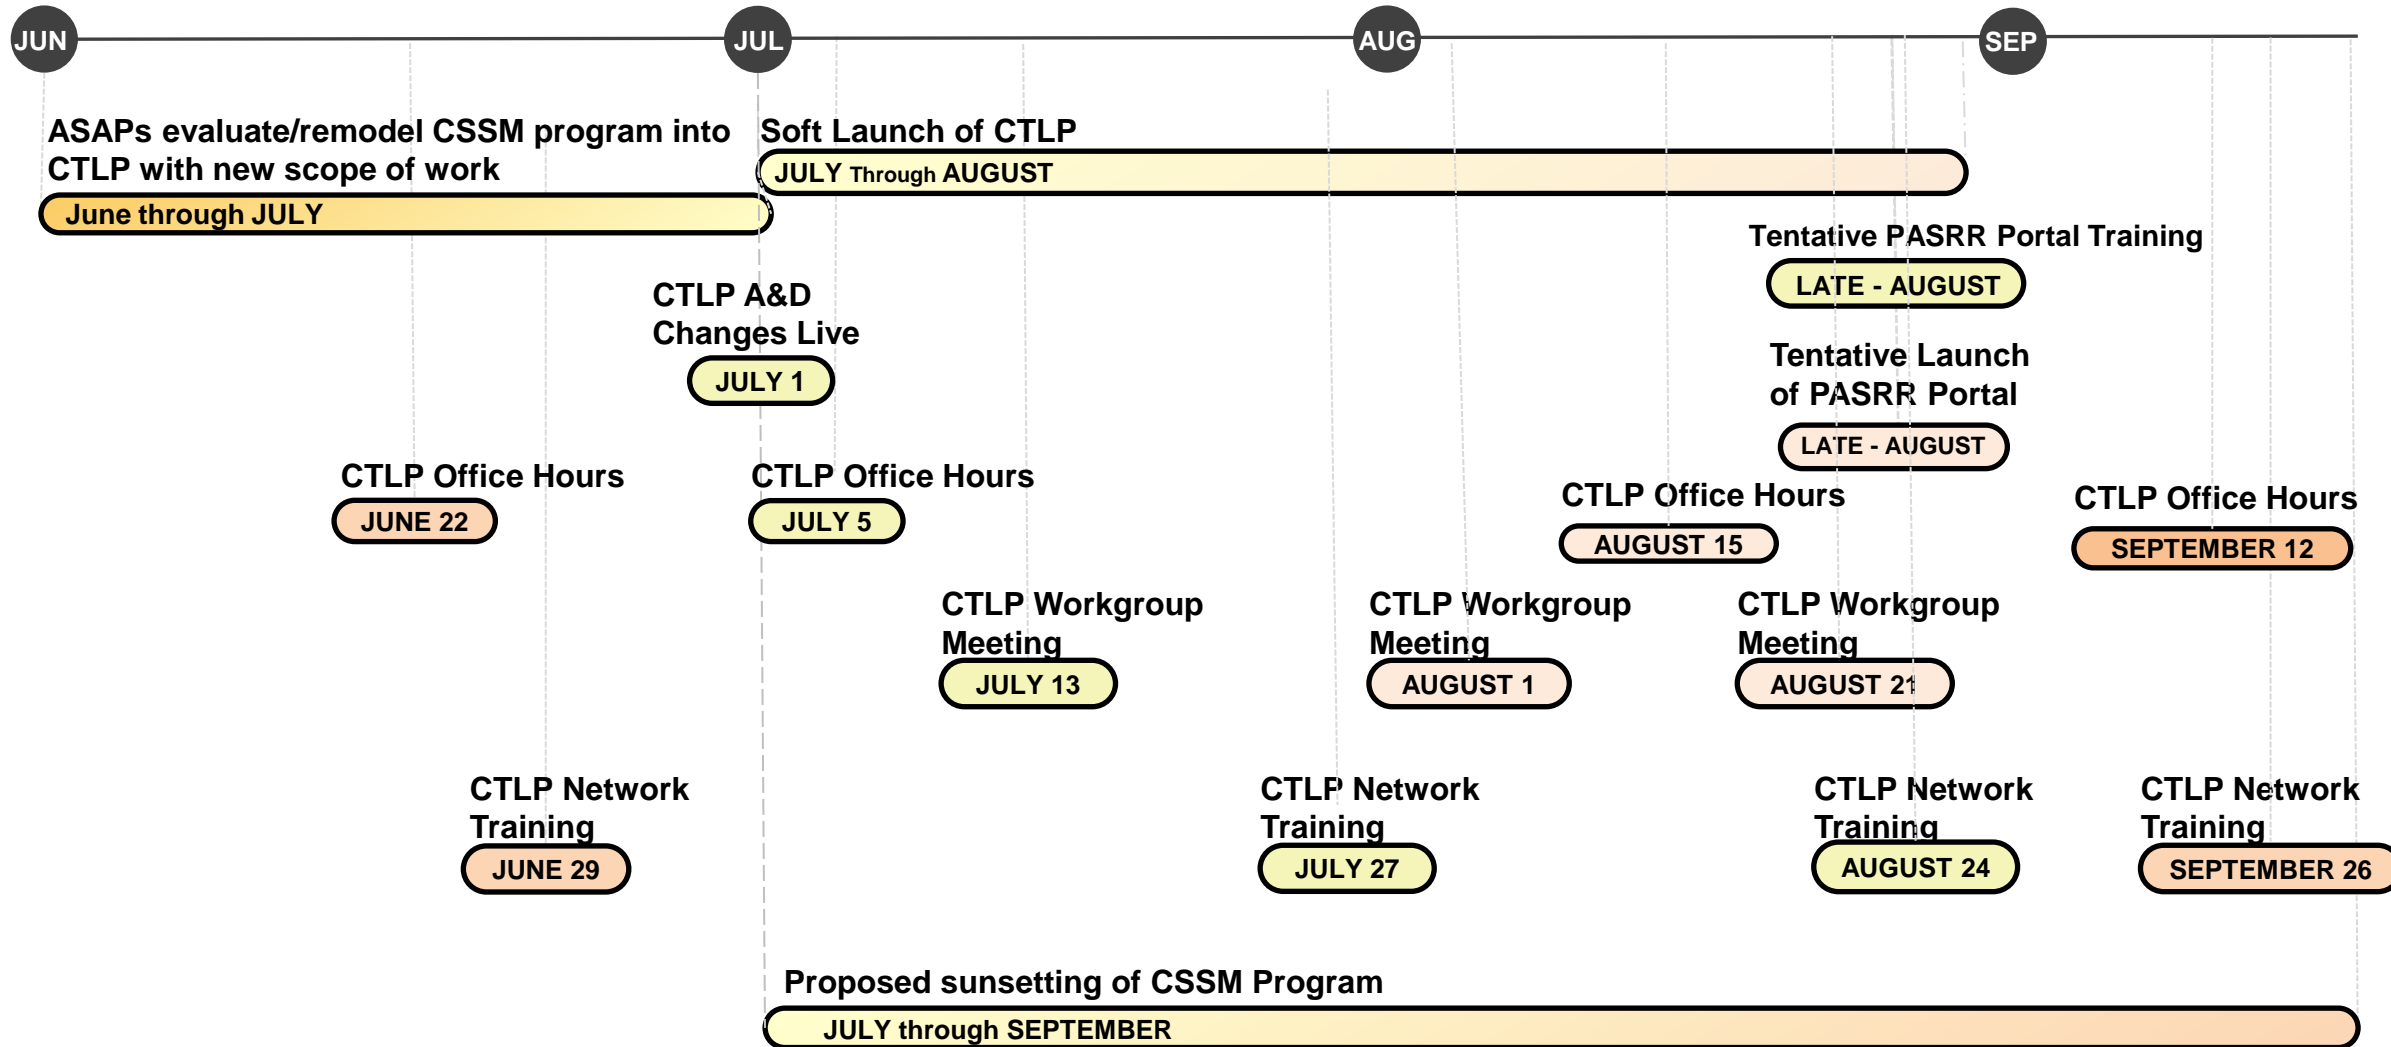 JUN
JUL
AUG
SEP
ASAPs evaluate/remodel CSSM program into
CTLP with new scope of work
June through JULY
Soft Launch of CTLP
JULY Through AUGUST
Tentative PASRR Portal Training
LATE - AUGUST
CTLP A&D
Changes Live
JULY 1
Tentative Launch
of PASRR Portal
LATE - AUGUST
CTLP Office Hours
JUNE 22
CTLP Office Hours
JULY 5
CTLP Office Hours
AUGUST 15
CTLP Office Hours
SEPTEMBER 12
CTLP Workgroup
Meeting
JULY 13
CTLP Workgroup
Meeting
AUGUST 1
CTLP Workgroup
Meeting
AUGUST 21
CTLP Network
Training
JUNE 29
CTLP Network
Training
JULY 27
CTLP Network
Training
AUGUST 24
CTLP Network
Training
SEPTEMBER 26
Proposed sunsetting of CSSM Program
JULY through SEPTEMBER